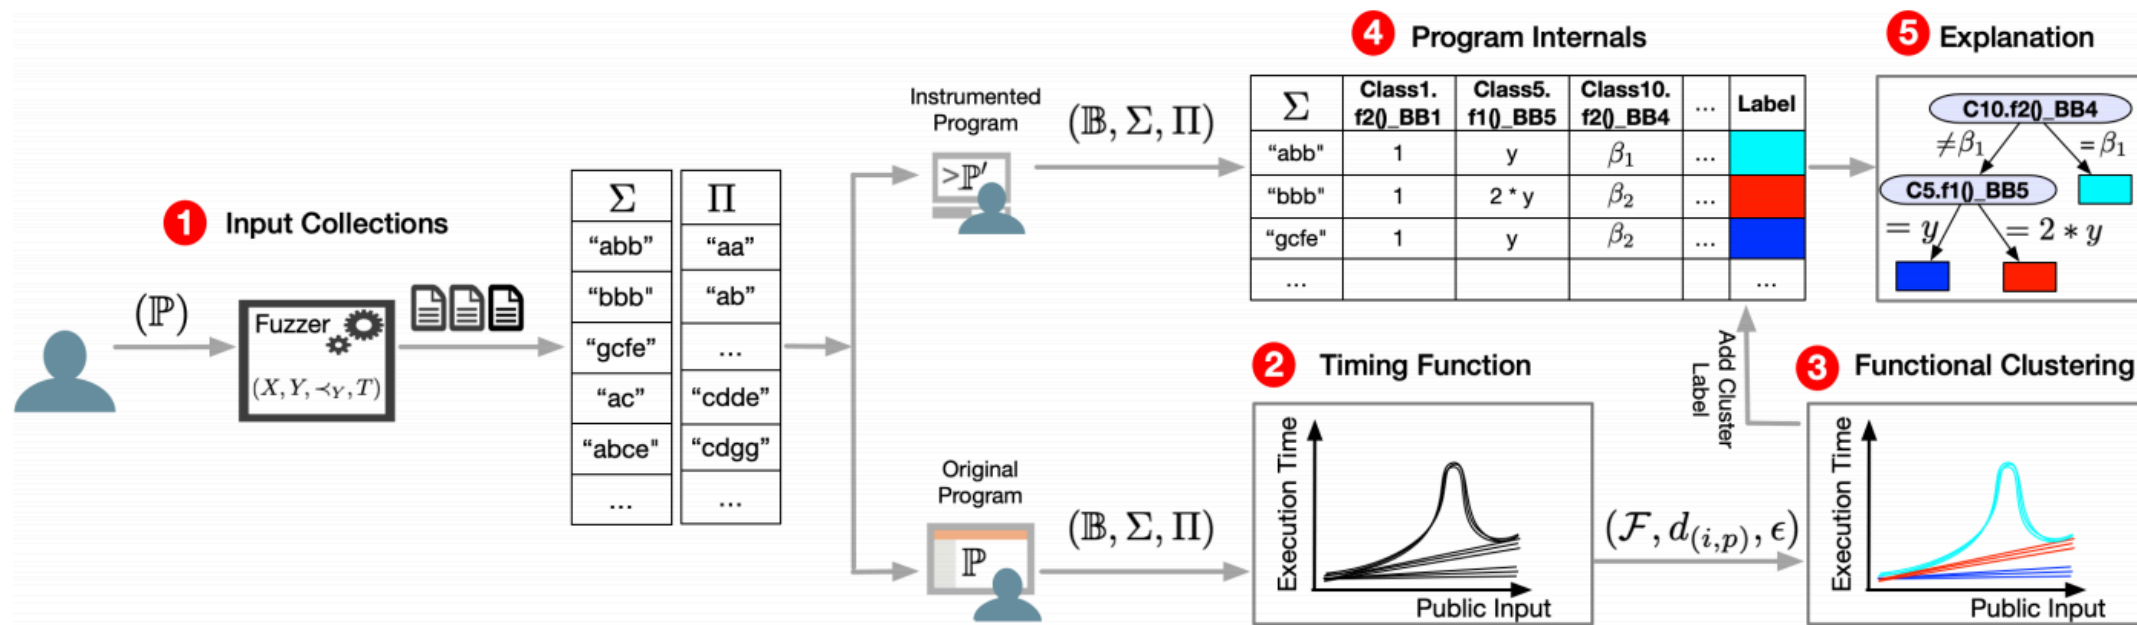 1 Input Collections
(ℙ)
Fuzzer
(X, Y, ≺_Y, T)
Σ Π
“abb” “aa”
“bbb" “ab”
“gcfe” ...
“ac” “cdde”
“abce" “cdgg”
... ...
Instrumented
Program
>ℙ′
(𝔹, Σ, Π)
Original
Program
ℙ
(𝔹, Σ, Π)
4 Program Internals
Σ Class1. f2()_BB1 Class5. f1()_BB5 Class10. f2()_BB4 ... Label
“abb" 1 y β₁ ...
“bbb" 1 2 * y β₂ ...
“gcfe" 1 y β₂ ...
... ...
5 Explanation
C10.f2()_BB4
≠β₁ = β₁
C5.f1()_BB5
= y = 2 * y
2 Timing Function
Execution Time
Public Input
(ℱ, d_(i,p), ϵ)
Add Cluster
Label
3 Functional Clustering
Execution Time
Public Input